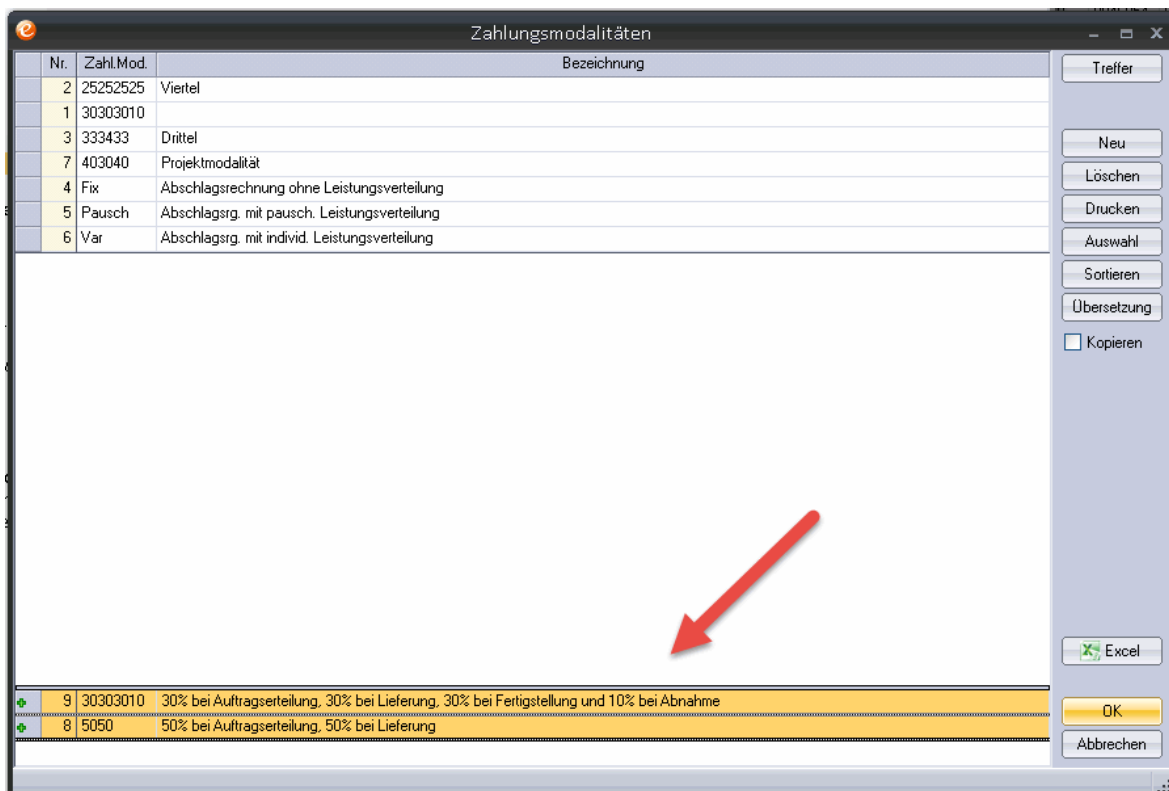 Zahlungsmodalitäten
Nr. Zahl.Mod. Bezeichnung
2 25252525 Viertel
1 30303010
3 333433 Drittel
7 403040 Projektmodalität
4 Fix Abschlagsrechnung ohne Leistungsverteilung
5 Pausch Abschlagsrg. mit pausch. Leistungsverteilung
6 Var Abschlagsrg. mit individ. Leistungsverteilung
9 30303010 30% bei Auftragserteilung, 30% bei Lieferung, 30% bei Fertigstellung und 10% bei Abnahme
8 5050 50% bei Auftragserteilung, 50% bei Lieferung
Treffer
Neu
Löschen
Drucken
Auswahl
Sortieren
Übersetzung
Kopieren
Excel
OK
Abbrechen